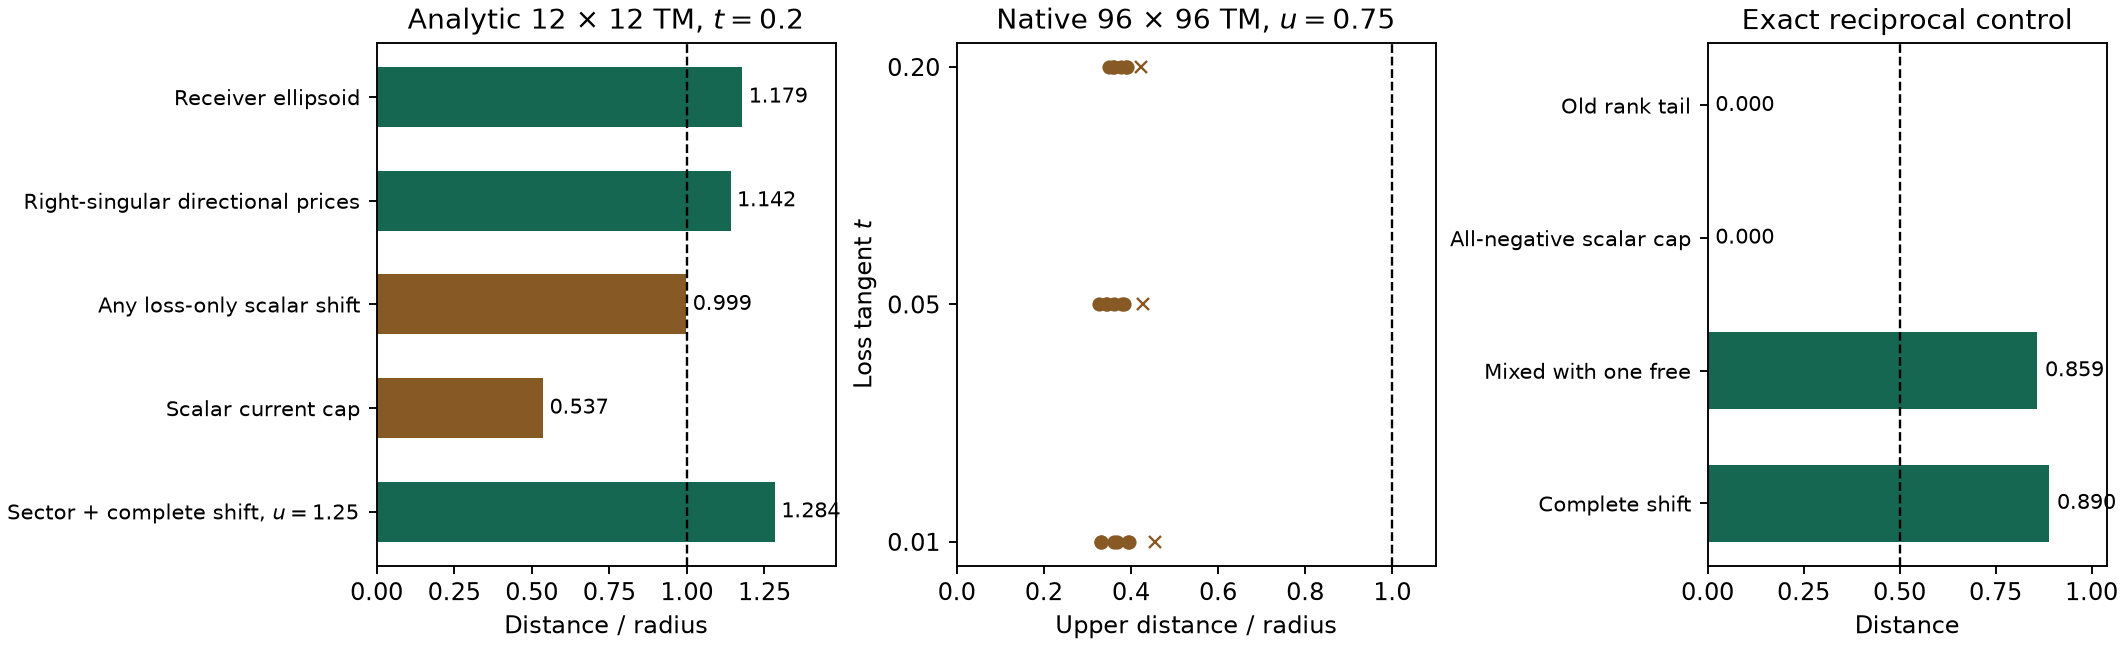 Analytic 12 × 12 TM, t = 0.2
Receiver ellipsoid
1.179
Right-singular directional prices
1.142
Any loss-only scalar shift
0.999
Scalar current cap
0.537
Sector + complete shift, u = 1.25
1.284
0.00 0.25 0.50 0.75 1.00 1.25
Distance / radius
Native 96 × 96 TM, u = 0.75
Loss tangent t
0.20
0.05
0.01
0.0 0.2 0.4 0.6 0.8 1.0
Upper distance / radius
Exact reciprocal control
Old rank tail
0.000
All-negative scalar cap
0.000
Mixed with one free
0.859
Complete shift
0.890
0.00 0.25 0.50 0.75 1.00
Distance